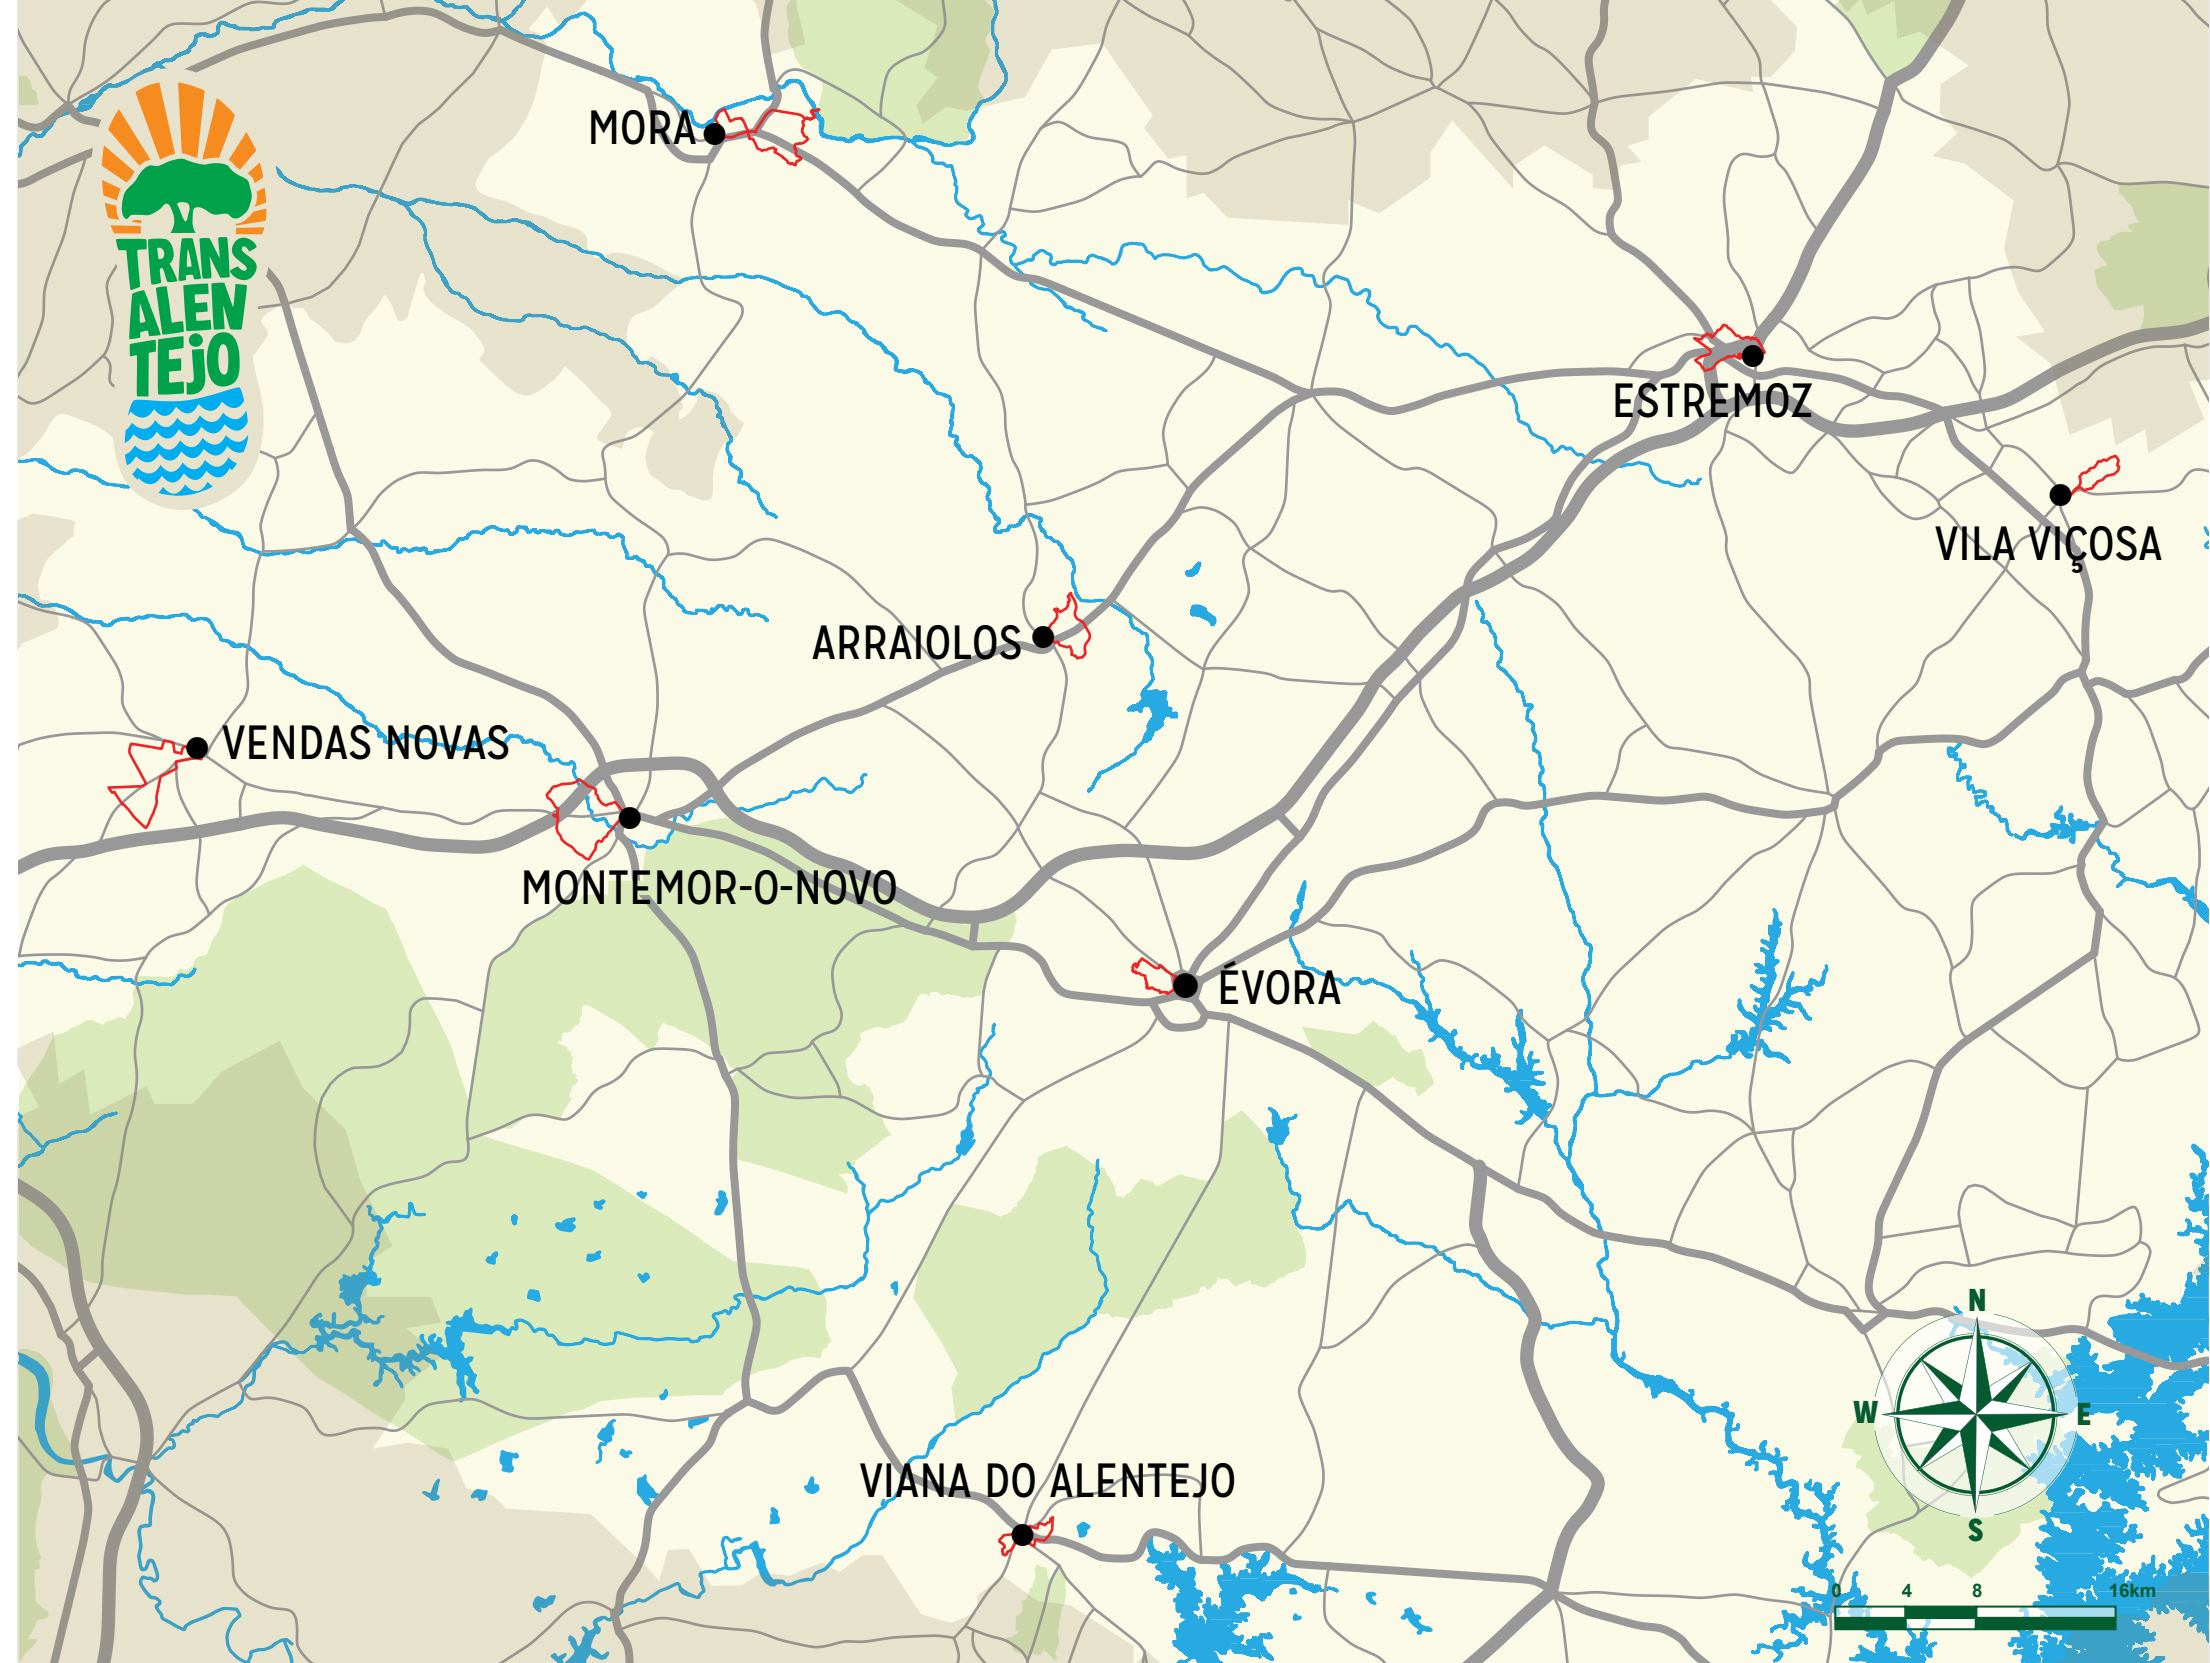 MORA
TRANS
ALEN
TEjO
ESTREMOZ
VILA VIÇOSA
ARRAIOLOS
VENDAS NOVAS
MONTEMOR-O-NOVO
ÉVORA
N
W
E
VIANA DO ALENTEJO
S
0 4 8 16km